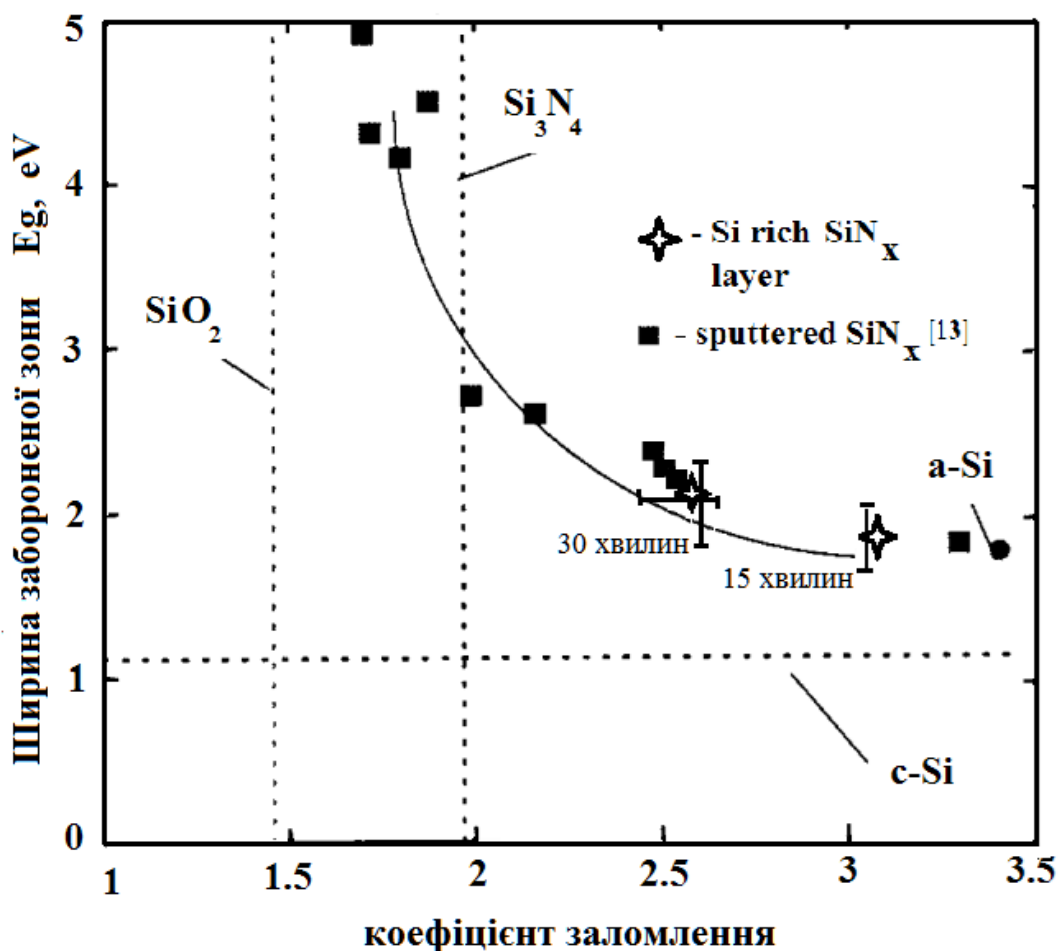 Ширина забороненої зони Eg, eV
5
4
3
2
1
0
SiO2
Si3N4
- Si rich SiNx
layer
- sputtered SiNx [13]
a-Si
30 хвилин
15 хвилин
c-Si
1 1.5 2 2.5 3 3.5
коефіцієнт заломлення